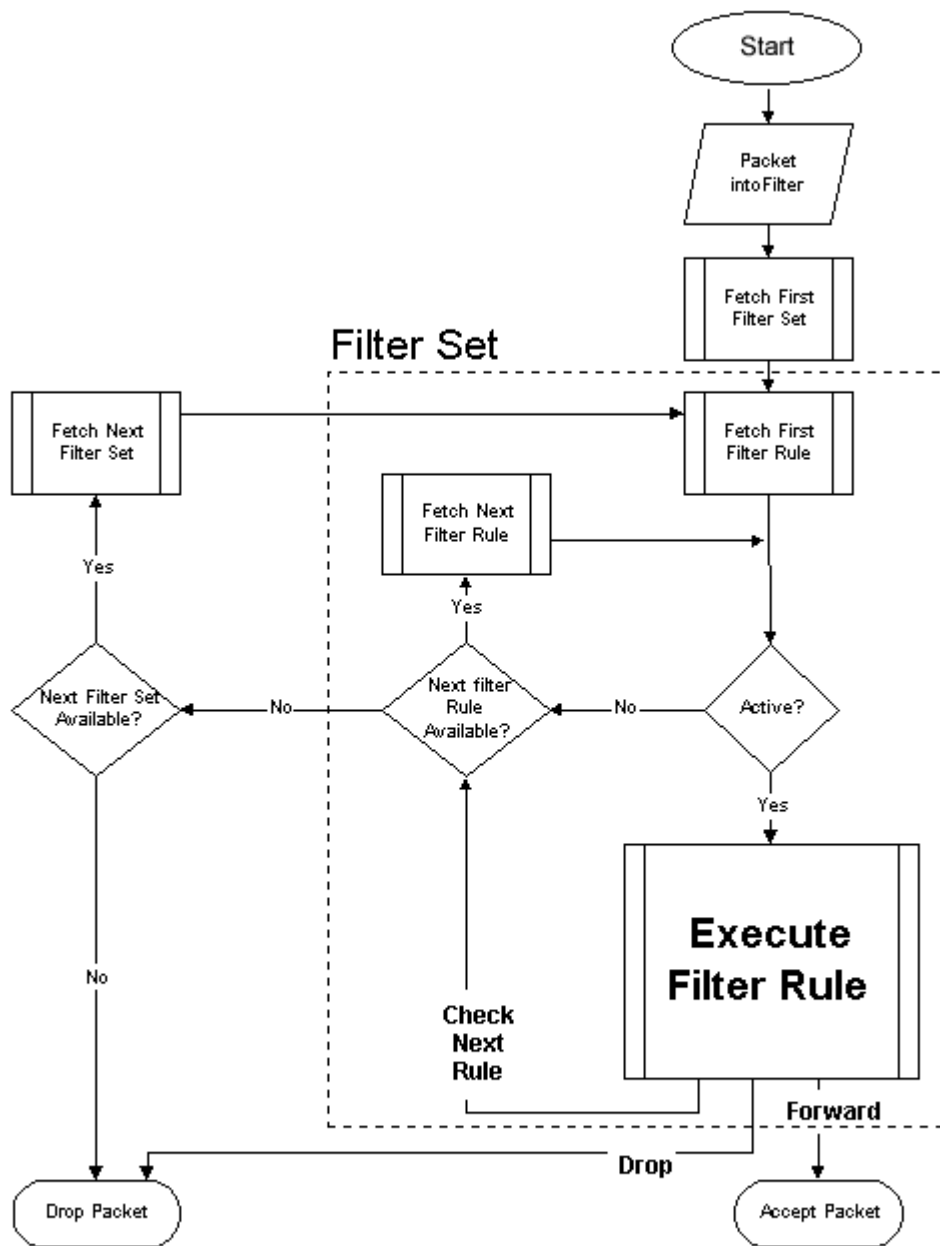 Start
Packet
into Filter
Fetch First
Filter Set
Filter Set
Fetch Next
Filter Set
Fetch First
Filter Rule
Fetch Next
Filter Rule
Yes
Yes
Next Filter Set
Available?
No
Next filter
Rule
Available?
No
Active?
Yes
Execute
Filter Rule
No
Check
Next
Rule
Forward
Drop
Drop Packet
Accept Packet